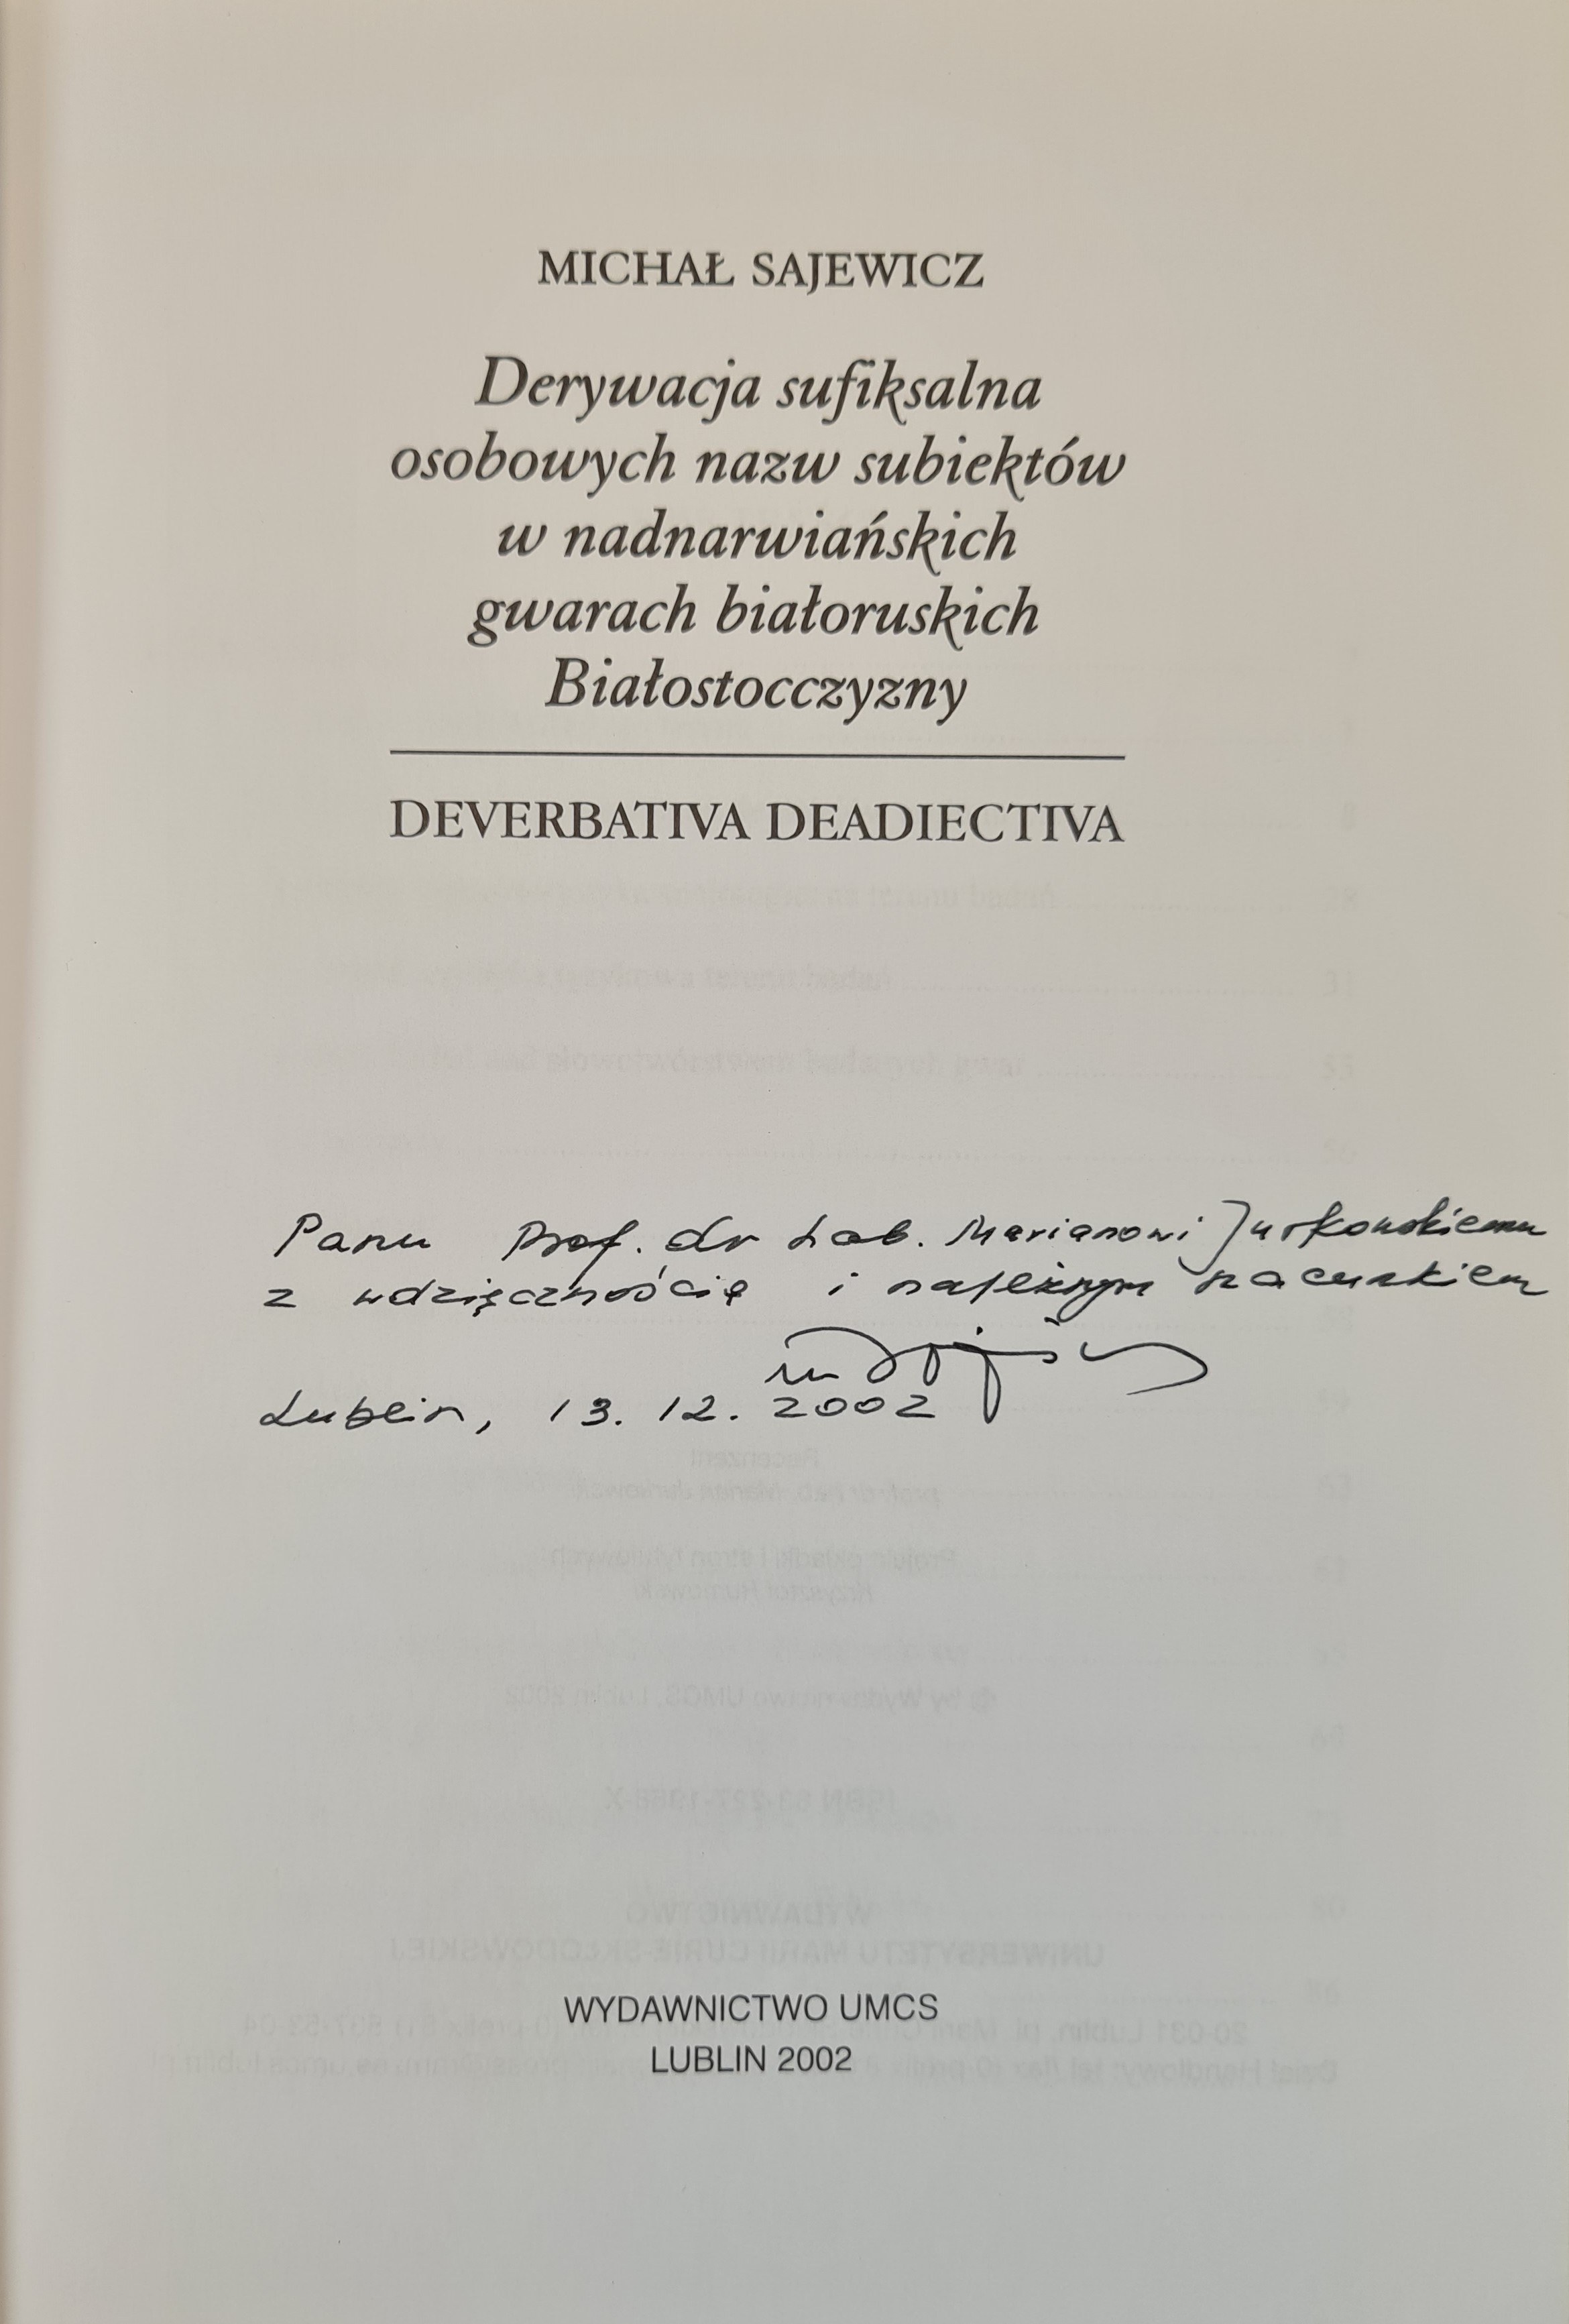 MICHAŁ SAJEWICZ
Derywacja sufiksalna
osobowych nazw subiektów
w nadnarwiańskich
gwarach białoruskich
Białostocczyzny
DEVERBATIVA DEADIECTIVA
Panu Prof. dr hab. Marianowi Jurkowskiemu
z wdzięcznością i należnym szacunkiem
Lublin, 13. 12. 2002
WYDAWNICTWO UMCS
LUBLIN 2002